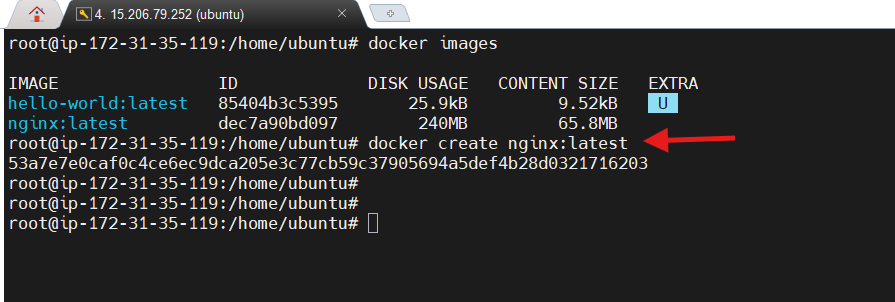 4. 15.206.79.252 (ubuntu)
root@ip-172-31-35-119:/home/ubuntu# docker images
IMAGE ID DISK USAGE CONTENT SIZE EXTRA
hello-world:latest 85404b3c5395 25.9kB 9.52kB U
nginx:latest dec7a90bd097 240MB 65.8MB
root@ip-172-31-35-119:/home/ubuntu# docker create nginx:latest
53a7e7e0caf0c4ce6ec9dca205e3c77cb59c37905694a5def4b28d0321716203
root@ip-172-31-35-119:/home/ubuntu#
root@ip-172-31-35-119:/home/ubuntu#
root@ip-172-31-35-119:/home/ubuntu#